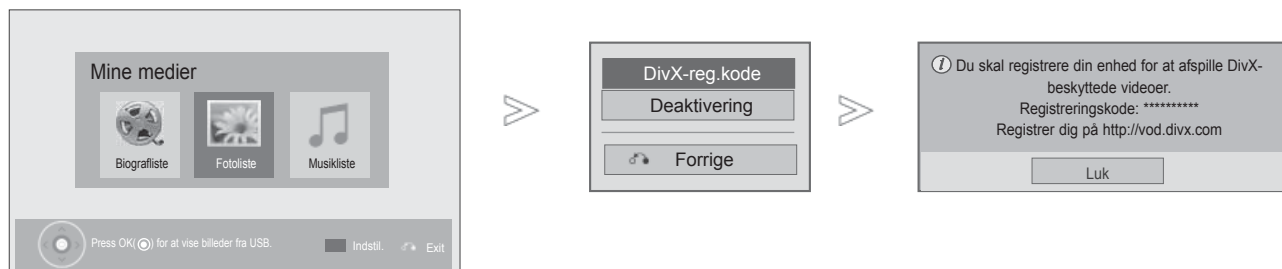 Mine medier
Biografliste
Fotoliste
Musikliste
Press OK(◉) for at vise billeder fra USB.
Indstil.
Exit
DivX-reg.kode
Deaktivering
Forrige
i Du skal registrere din enhed for at afspille DivX-
beskyttede videoer.
Registreringskode: **********
Registrer dig på http://vod.divx.com
Luk